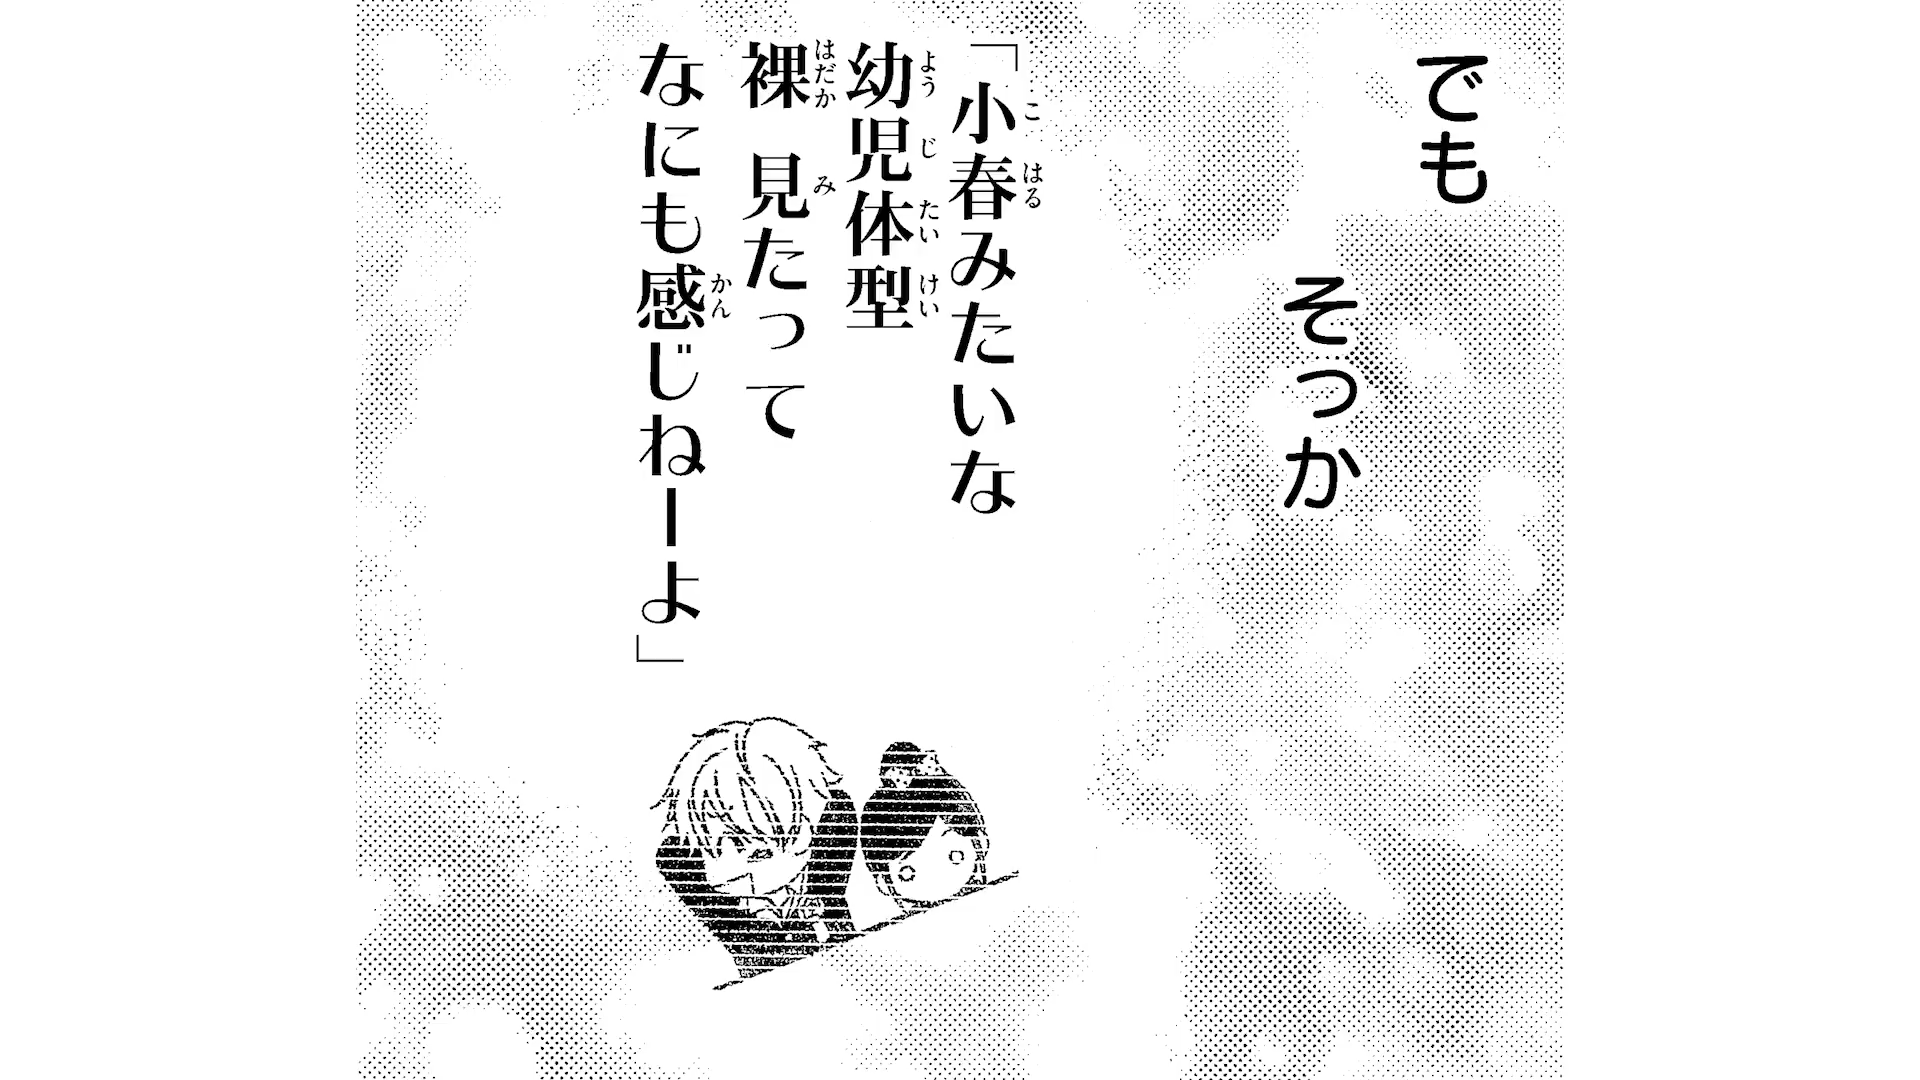 でも
そっか
「小春みたいな
幼児体型
裸 見たって
なにも感じねーよ」